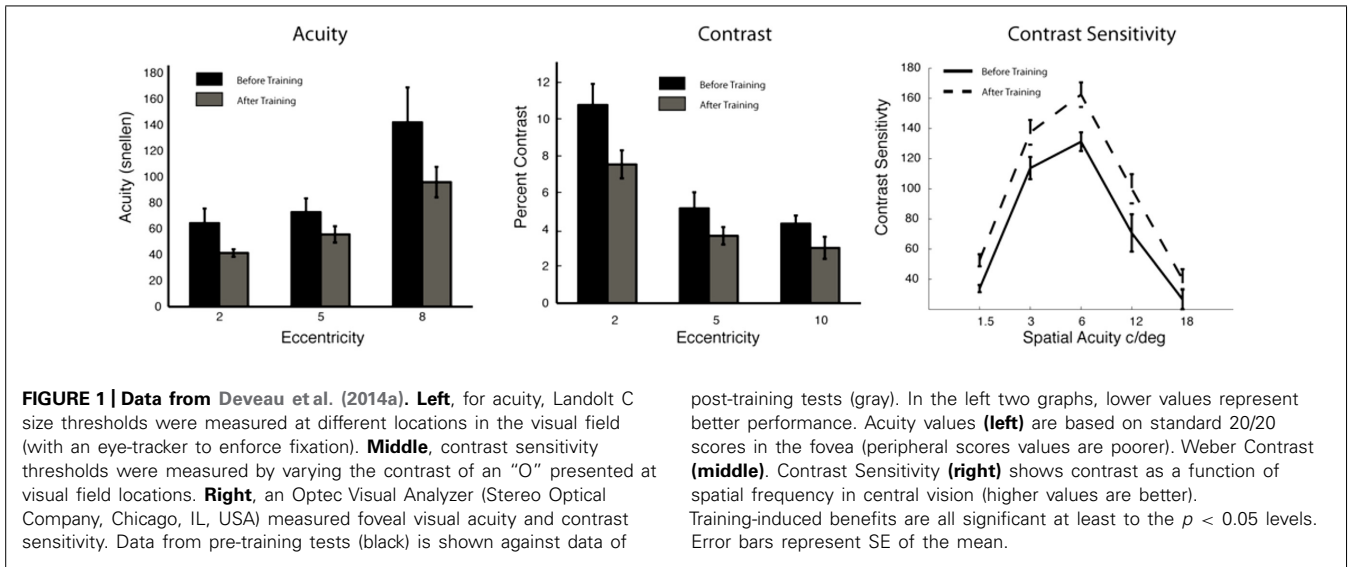 Acuity
180
160
140
120
100
80
60
40
20
0
Acuity (snellen)
Before Training
After Training
2 5 8
Eccecentricity
Contrast
12
10
8
6
4
2
0
Percent Contrast
Before Training
After Training
2 5 10
Eccecentricity
Contrast Sensitivity
180
160
140
120
100
80
60
40
Contrast Sensitivty
Before Training
After Training
1.5 3 6 12 18
Spatial Acuity c/deg
FIGURE 1 | Data from Deveau et al. (2014a). Left, for acuity, Landolt C
size thresholds were measured at different locations in the visual field
(with an eye-tracker to enforce fixation). Middle, contrast sensitivity
thresholds were measured by varying the contrast of an “O” presented at
visual field locations. Right, an Optec Visual Analyzer (Stereo Optical
Company, Chicago, IL, USA) measured foveal visual acuity and contrast
sensitivity. Data from pre-training tests (black) is shown against data of
post-training tests (gray). In the left two graphs, lower values represent
better performance. Acuity values (left) are based on standard 20/20
scores in the fovea (peripheral scores values are poorer). Weber Contrast
(middle). Contrast Sensitivity (right) shows contrast as a function of
spatial frequency in central vision (higher values are better).
Training-induced benefits are all significant at least to the p < 0.05 levels.
Error bars represent SE of the mean.